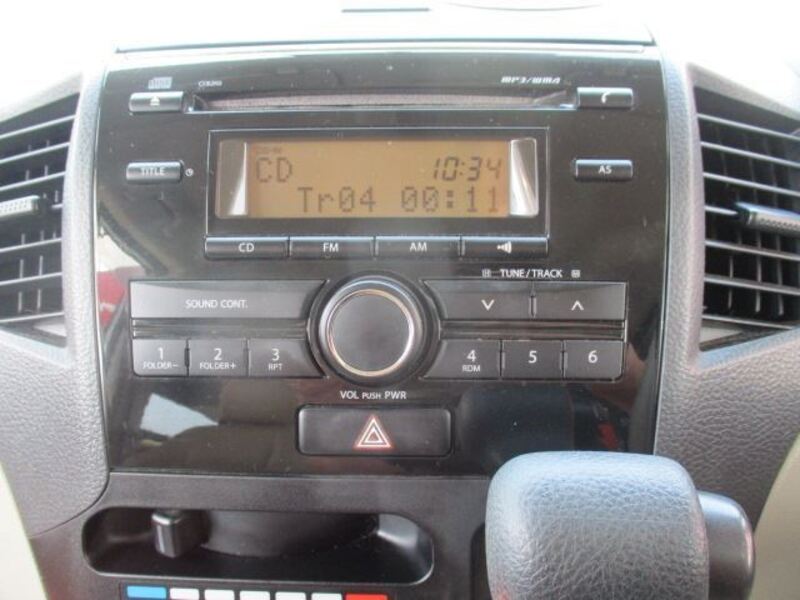 MP3/WMA
CD 10:34
Tr04 00:11
TITLE
AS
CD FM AM
TUNE/TRACK
SOUND CONT.
1 2 3 4 5 6
FOLDER− FOLDER+ RPT RDM
VOL PUSH PWR